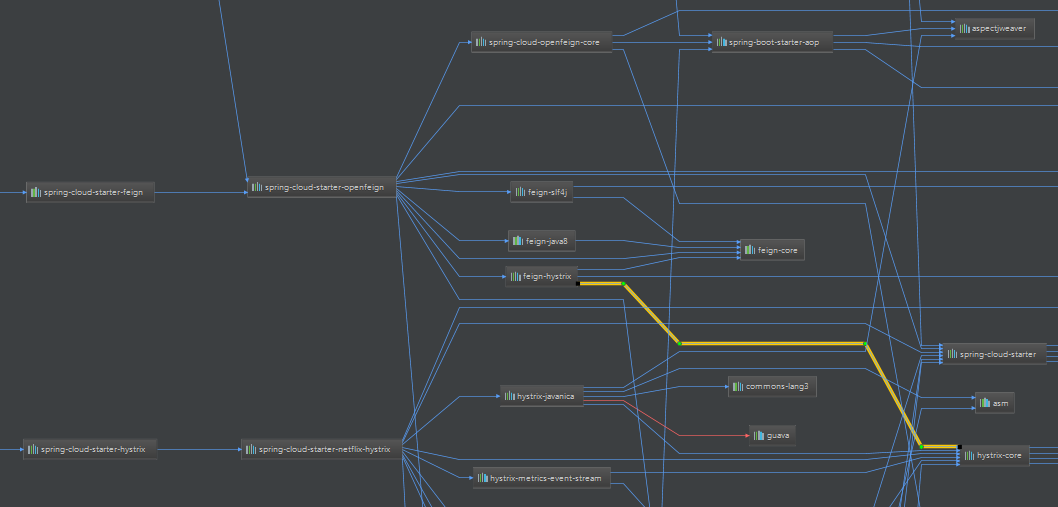 spring-cloud-openfeign-core
spring-boot-starter-aop
aspectjweaver
spring-cloud-starter-feign
spring-cloud-starter-openfeign
feign-slf4j
feign-java8
feign-core
feign-hystrix
spring-cloud-starter
hystrix-javanica
commons-lang3
asm
guava
spring-cloud-starter-hystrix
spring-cloud-starter-netflix-hystrix
hystrix-core
hystrix-metrics-event-stream